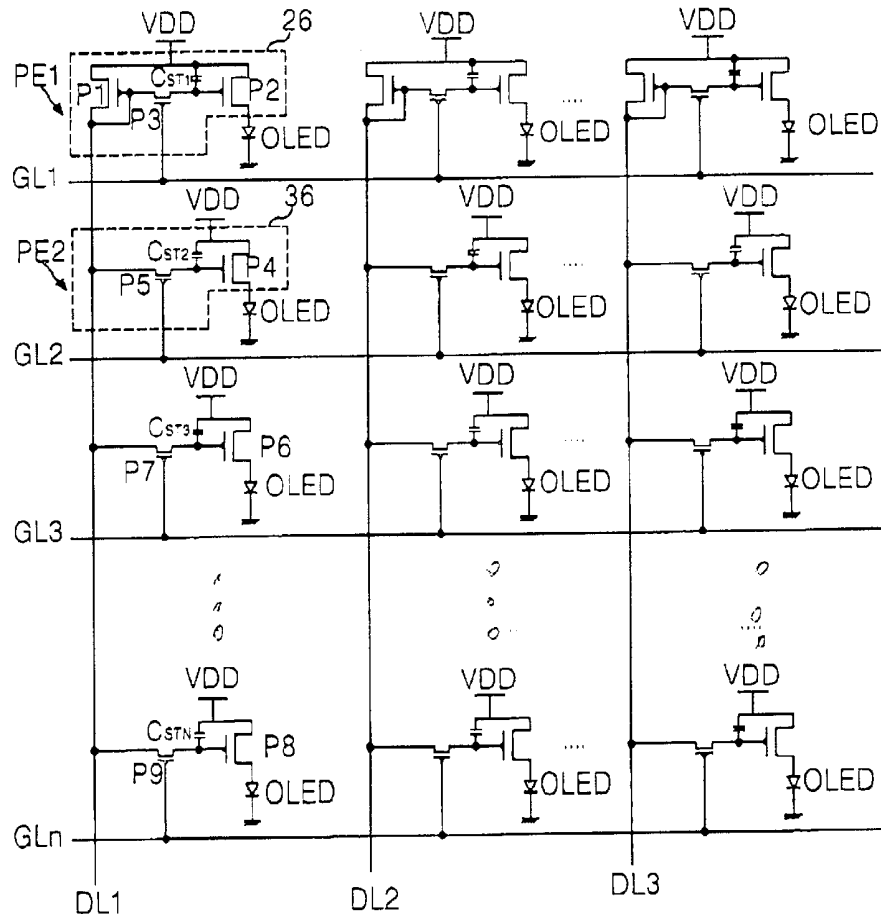 VDD 26 VDD VDD
PE1 P1 CST1 P2
P3 OLED OLED OLED
GL1
VDD 36 VDD VDD
PE2 CST2 P4
P5 OLED OLED OLED
GL2
VDD VDD VDD
CST3 P6
P7 OLED OLED OLED
GL3
VDD VDD VDD
CSTN P8
P9 OLED OLED OLED
GLn
DL1 DL2 DL3